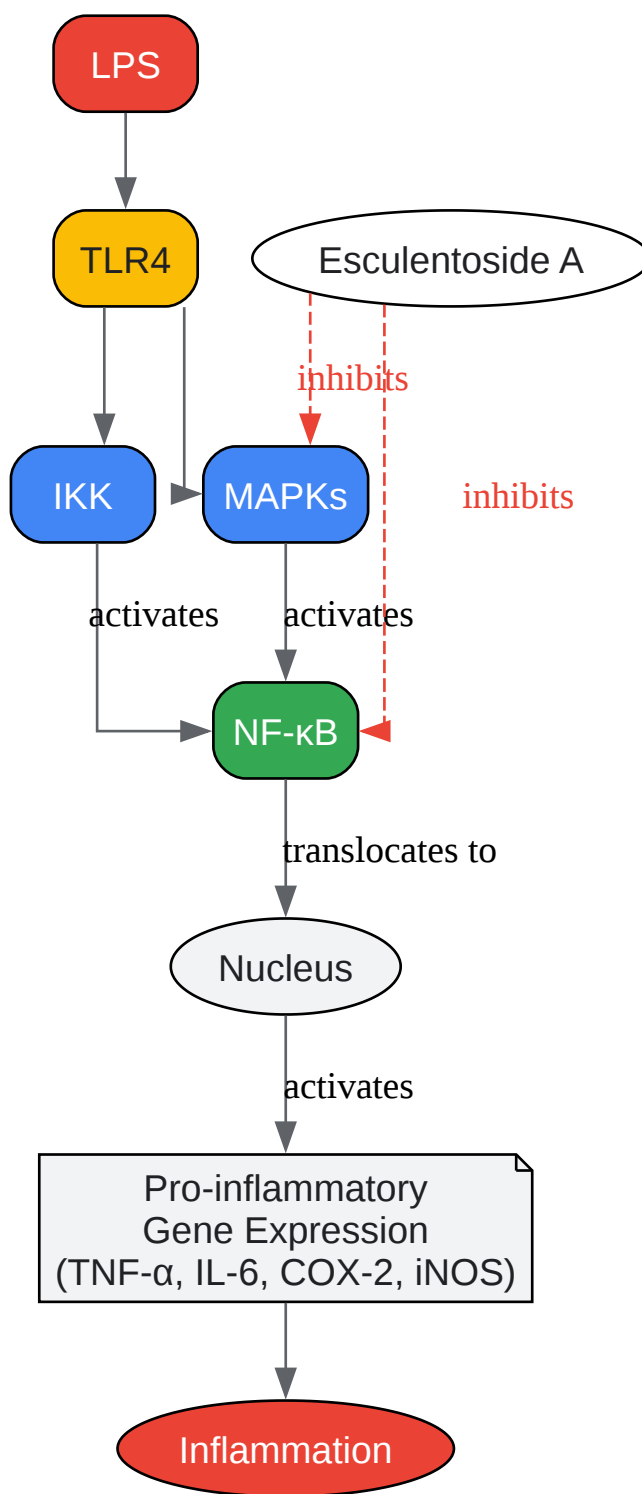 LPS
TLR4
Esculentoside A
inhibits
IKK
MAPKs
inhibits
activates
activates
NF-κB
translocates to
Nucleus
activates
Pro-inflammatory
Gene Expression
(TNF-α, IL-6, COX-2, iNOS)
Inflammation